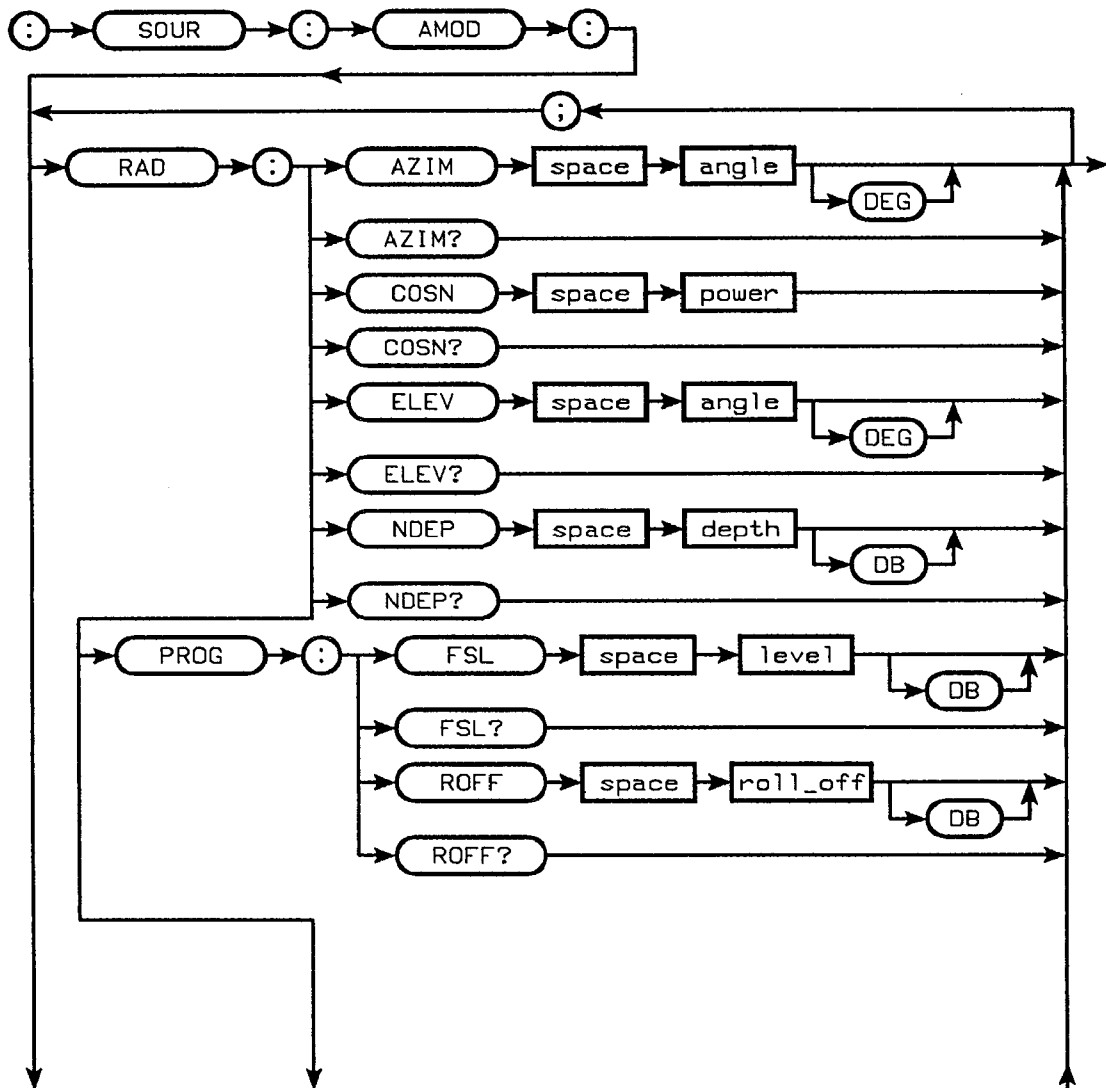 : SOUR : AMOD :
;
RAD : AZIM space angle
DEG
AZIM?
COSN space power
COSN?
ELEV space angle
DEG
ELEV?
NDEP space depth
DB
NDEP?
PROG : FSL space level
DB
FSL?
ROFF space roll_off
DB
ROFF?